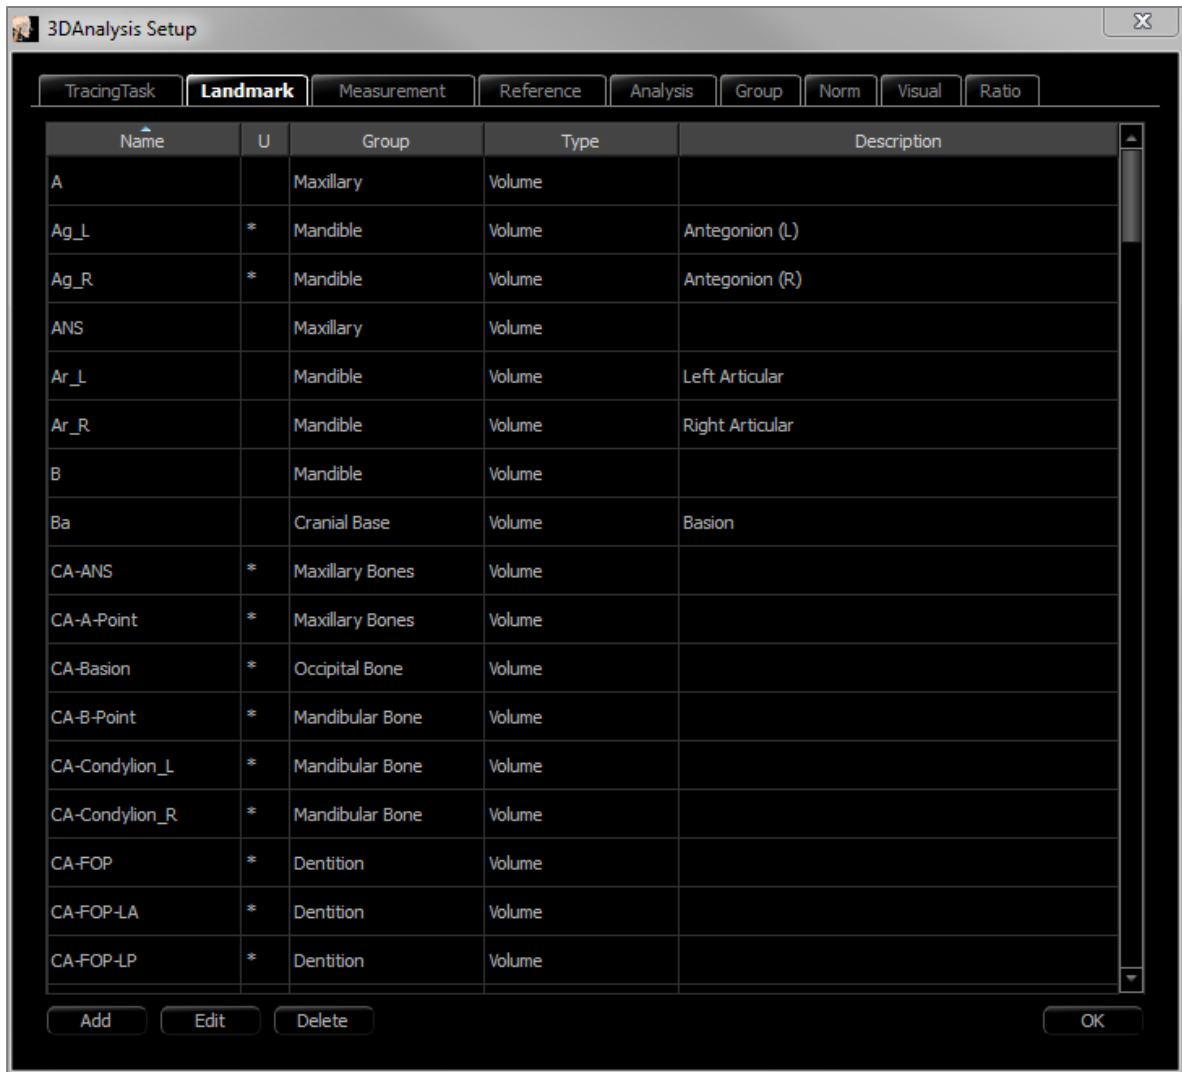 3DAnalysis Setup
TracingTask Landmark Measurement Reference Analysis Group Norm Visual Ratio
Name U Group Type Description
A Maxillary Volume
Ag_L * Mandible Volume Antegonion (L)
Ag_R * Mandible Volume Antegonion (R)
ANS Maxillary Volume
Ar_L Mandible Volume Left Articular
Ar_R Mandible Volume Right Articular
B Mandible Volume
Ba Cranial Base Volume Basion
CA-ANS * Maxillary Bones Volume
CA-A-Point * Maxillary Bones Volume
CA-Basion * Occipital Bone Volume
CA-B-Point * Mandibular Bone Volume
CA-Condylion_L * Mandibular Bone Volume
CA-Condylion_R * Mandibular Bone Volume
CA-FOP * Dentition Volume
CA-FOP-LA * Dentition Volume
CA-FOP-LP * Dentition Volume
Add Edit Delete OK